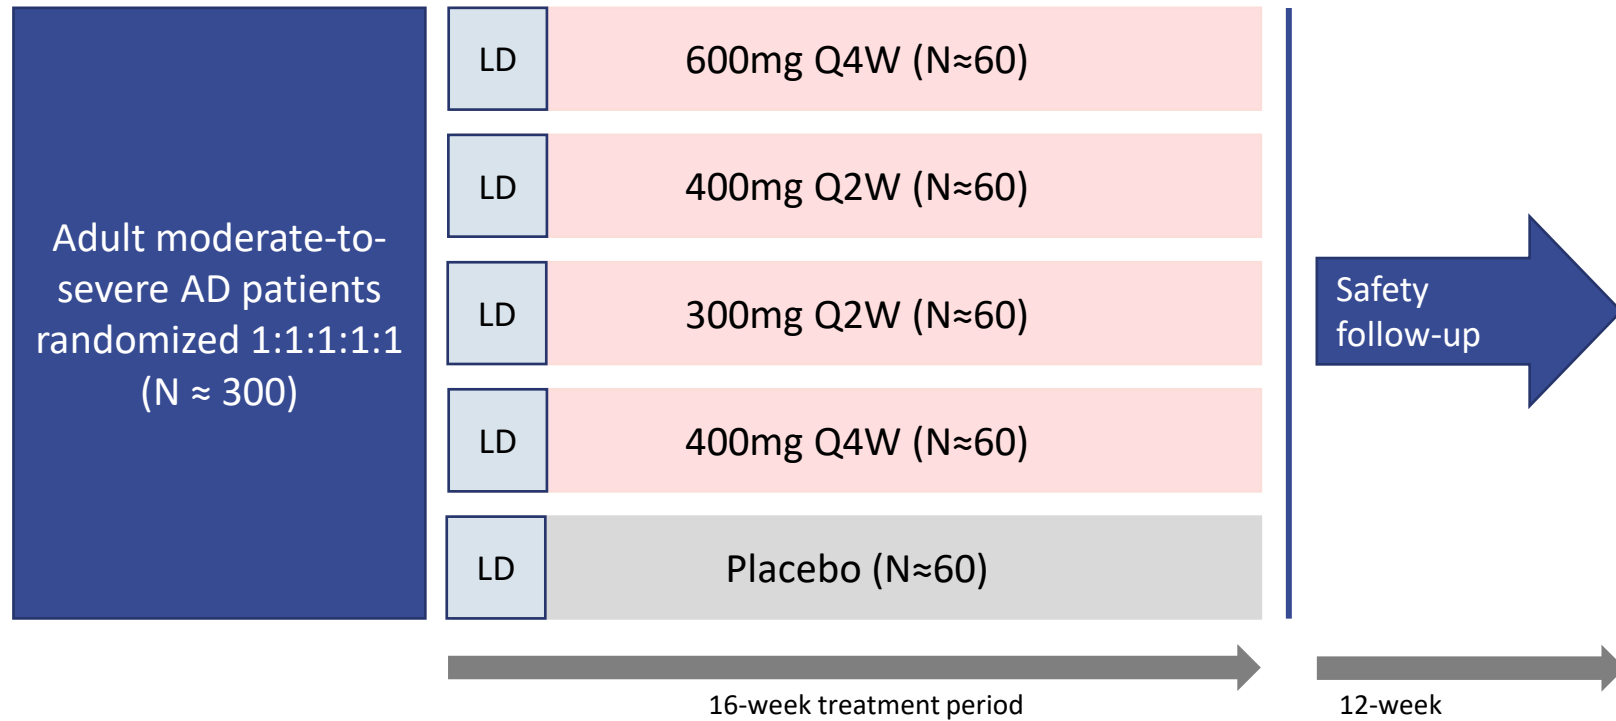 Adult moderate-to-
severe AD patients
randomized 1:1:1:1:1
(N ≈ 300)
LD
600mg Q4W (N≈60)
LD
400mg Q2W (N≈60)
LD
300mg Q2W (N≈60)
LD
400mg Q4W (N≈60)
LD
Placebo (N≈60)
Safety
follow-up
16-week treatment period
12-week